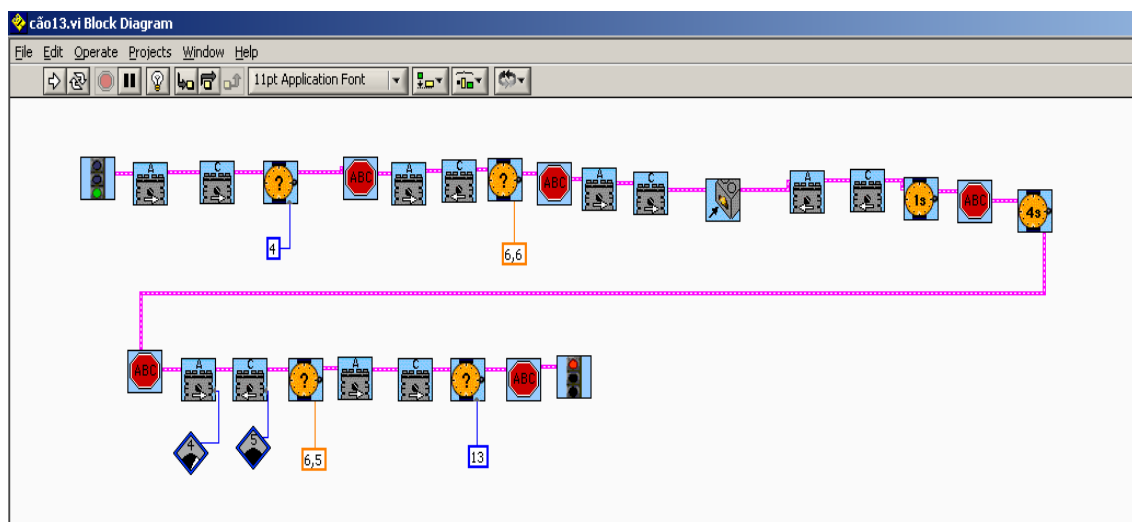 cão13.vi Block Diagram
File Edit Operate Projects Window Help
11pt Application Font
A C ? ABC A C ? ABC A C A C 1s ABC 4s
4 6,6
ABC A C ? A C ? ABC
4 5 6,5 13